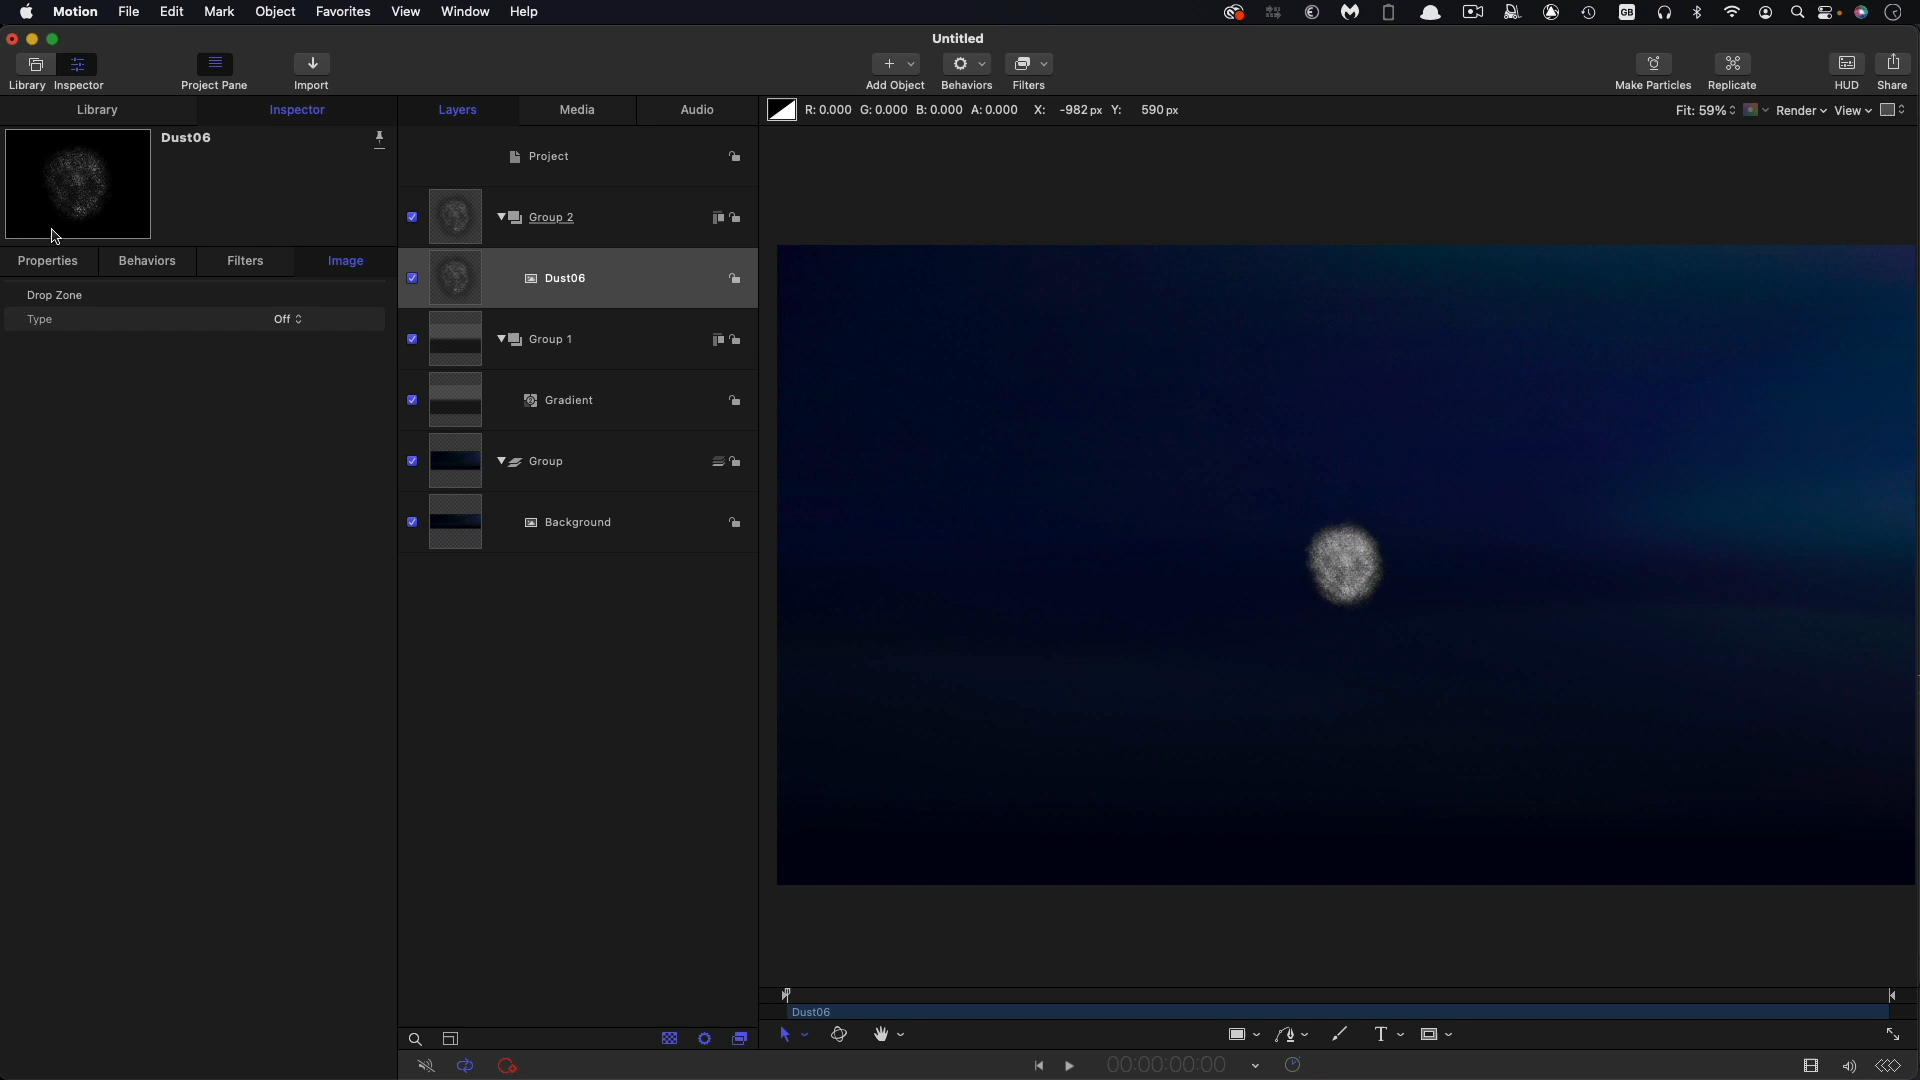 Motion File Edit Mark Object Favorites View Window Help
GB
Untitled
Library Inspector Project Pane Import Add Object Behaviors Filters Make Particles Replicate HUD Share
Library Inspector Layers Media Audio R: 0.000 G: 0.000 B: 0.000 A: 0.000 X: -982 px Y: 590 px Fit: 59% Render View
Dust06
Project
Group 2
Properties Behaviors Filters Image
Dust06
Drop Zone
Type Off
Group 1
Gradient
Group
Background
Dust06
T
00:00:00:00